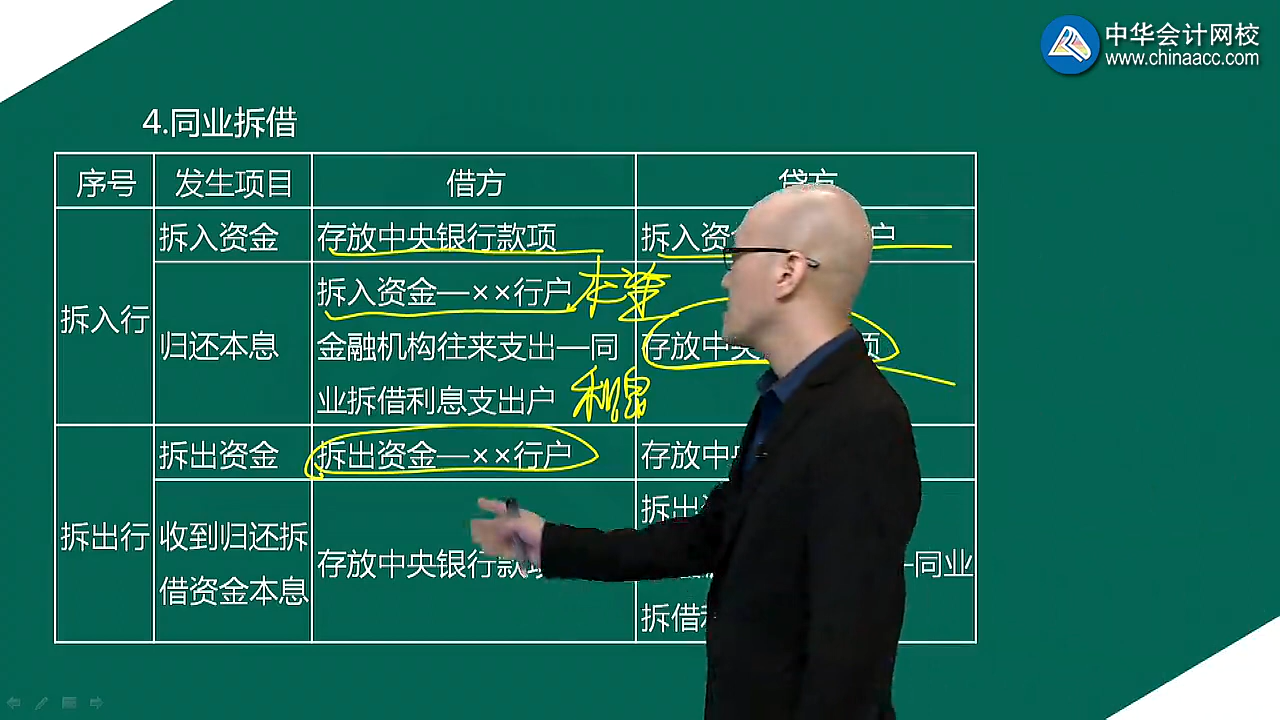 中华会计网校
www.chinaacc.com
4.同业拆借
序号 发生项目 借方 贷方
拆入行
拆入资金 存放中央银行款项 拆入资 户
归还本息
拆入资金—××行户 本金
金融机构往来支出—同
业拆借利息支出户 利息
存放中央 项
拆出行
拆出资金 拆出资金—××行户 存放中
收到归还拆
借资金本息
存放中央银行款
拆出
—同业
拆借